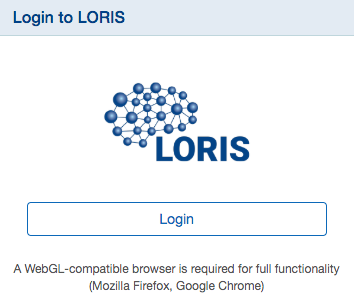 Login to LORIS
LORIS
Login
A WebGL-compatible browser is required for full functionality
(Mozilla Firefox, Google Chrome)